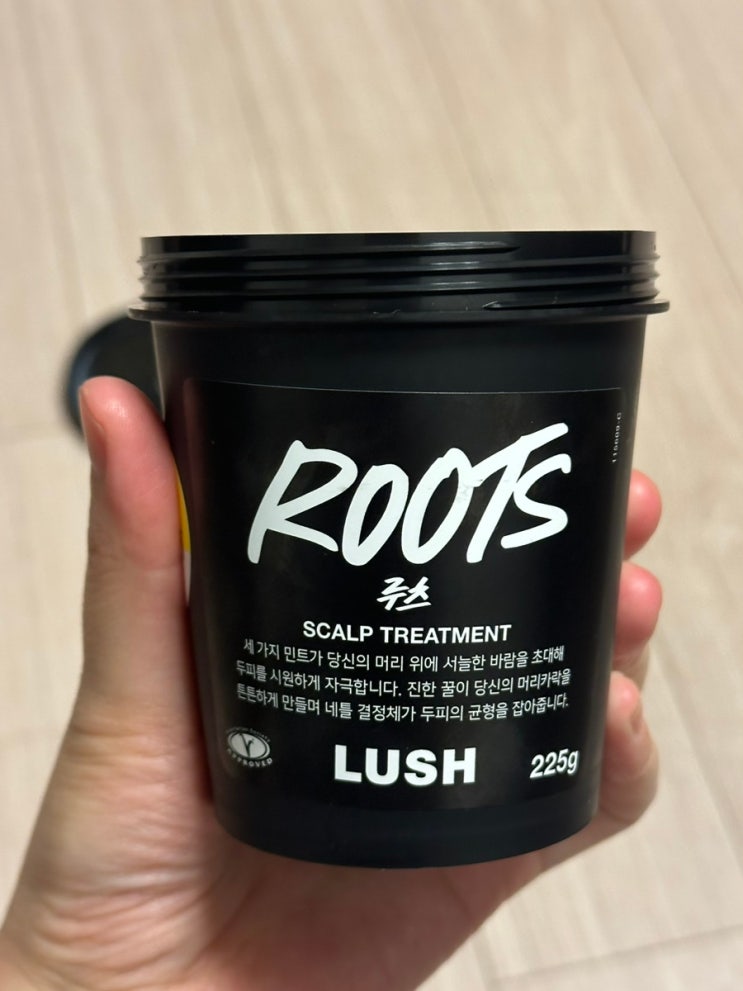 ROOTS
루츠
SCALP TREATMENT
세 가지 민트가 당신의 머리 위에 서늘한 바람을 초대해
두피를 시원하게 자극합니다. 진한 꿀이 당신의 머리카락을
튼튼하게 만들며 네틀 결정체가 두피의 균형을 잡아줍니다.
V
APPROVED
LUSH
225g